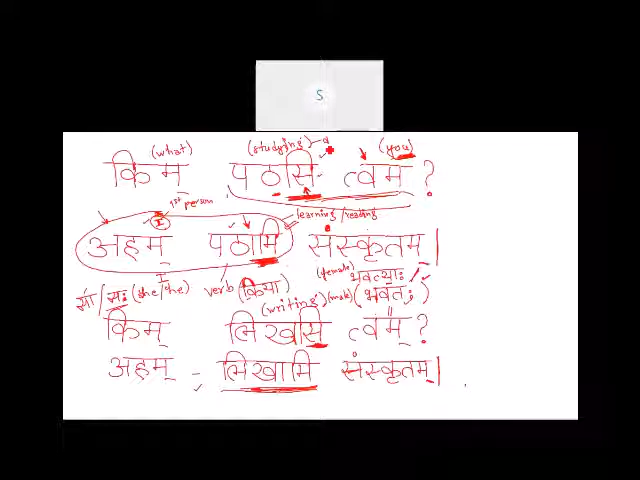 S
(what) (studying) (you)
किम् पठसि त्वम् ?
1st person I learning/reading
अहम् पठामि संस्कृतम् |
(female) भवत्याः
सा / सः (she/he) verb (क्रिया) (male) (भवतः)
(writing)
किम् लिखसि त्वम् ?
अहम् = लिखामि संस्कृतम् |